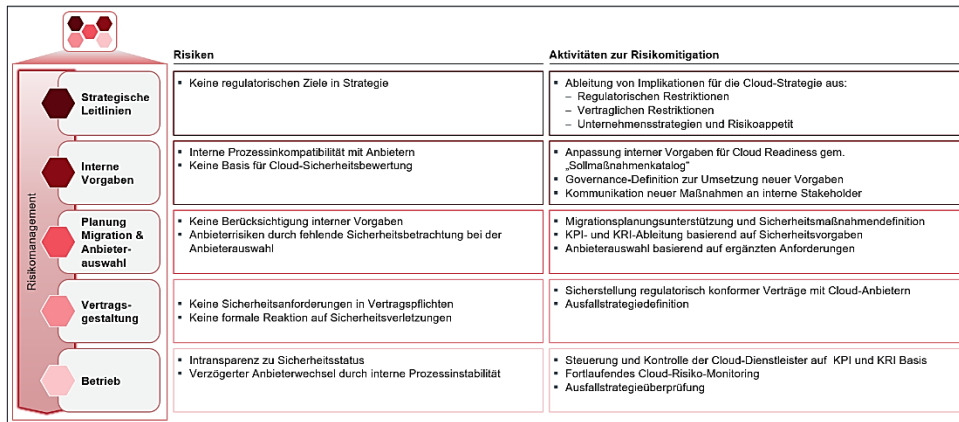 Risiken
Aktivitäten zur Risikomitigation
Risikomanagement
Strategische
Leitlinien
▪ Keine regulatorischen Ziele in Strategie
▪ Ableitung von Implikationen für die Cloud-Strategie aus:
– Regulatorischen Restriktionen
– Vertraglichen Restriktionen
– Unternehmensstrategien und Risikoappetit
Interne
Vorgaben
▪ Interne Prozessinkompatibilität mit Anbietern
▪ Keine Basis für Cloud-Sicherheitsbewertung
▪ Anpassung interner Vorgaben für Cloud Readiness gem.
„Sollmaßnahmenkatalog“
▪ Governance-Definition zur Umsetzung neuer Vorgaben
▪ Kommunikation neuer Maßnahmen an interne Stakeholder
Planung
Migration &
Anbieter-
auswahl
▪ Keine Berücksichtigung interner Vorgaben
▪ Anbieterrisiken durch fehlende Sicherheitsbetrachtung bei der
Anbieterauswahl
▪ Migrationsplanungsunterstützung und Sicherheitsmaßnahmendefinition
▪ KPI- und KRI-Ableitung basierend auf Sicherheitsvorgaben
▪ Anbieterauswahl basierend auf ergänzten Anforderungen
Vertrags-
gestaltung
▪ Keine Sicherheitsanforderungen in Vertragspflichten
▪ Keine formale Reaktion auf Sicherheitsverletzungen
▪ Sicherstellung regulatorisch konformer Verträge mit Cloud-Anbietern
▪ Ausfallstrategiedefinition
Betrieb
▪ Intransparenz zu Sicherheitsstatus
▪ Verzögerter Anbieterwechsel durch interne Prozessinstabilität
▪ Steuerung und Kontrolle der Cloud-Dienstleister auf KPI und KRI Basis
▪ Fortlaufendes Cloud-Risiko-Monitoring
▪ Ausfallstrategieüberprüfung